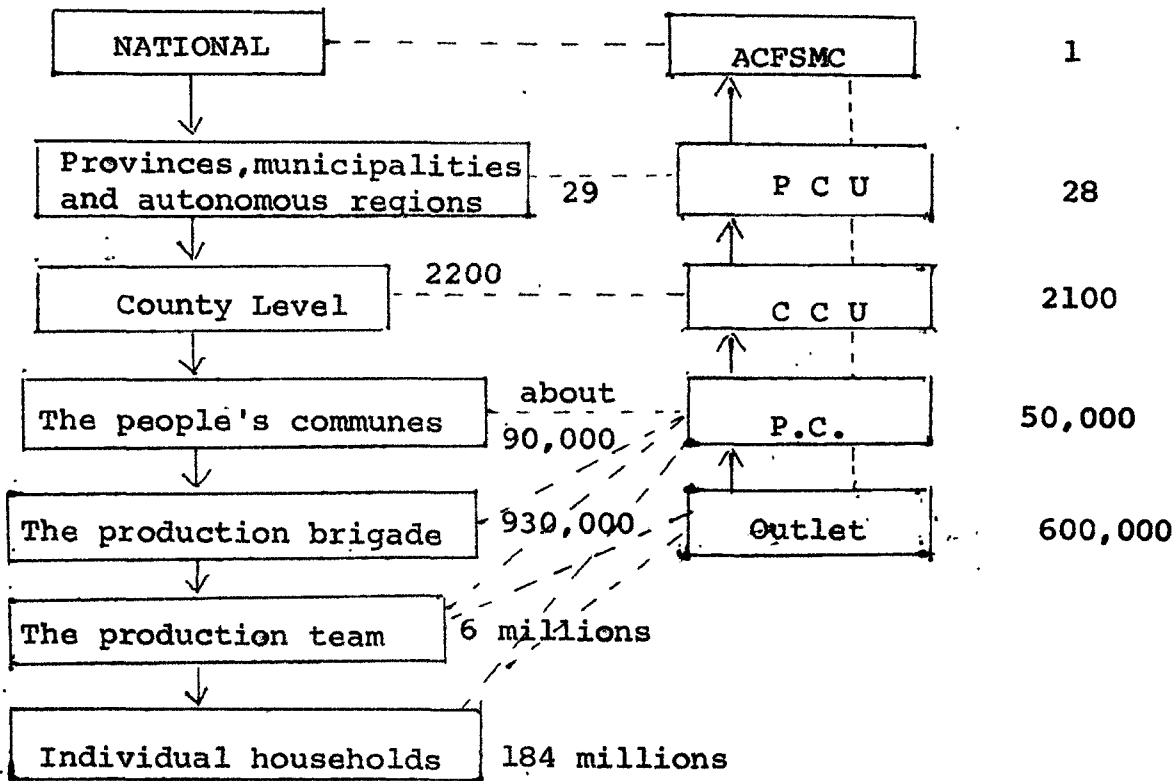 NATIONAL
ACFSMC
1
Provinces,municipalities
and autonomous regions
29
P C U
28
County Level
2200
C C U
2100
The people's communes
about
90,000
P.C.
50,000
The production brigade
930,000
Outlet
600,000
The production team
6 millions
Individual households
184 millions